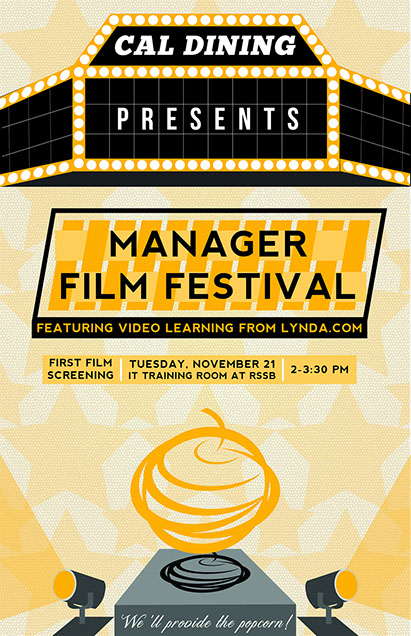 CAL DINING
PRESENTS
MANAGER
FILM FESTIVAL
FEATURING VIDEO LEARNING FROM LYNDA.COM
FIRST FILM
SCREENING
TUESDAY, NOVEMBER 21
IT TRAINING ROOM AT RSSB
2-3:30 PM
We'll provide the popcorn!